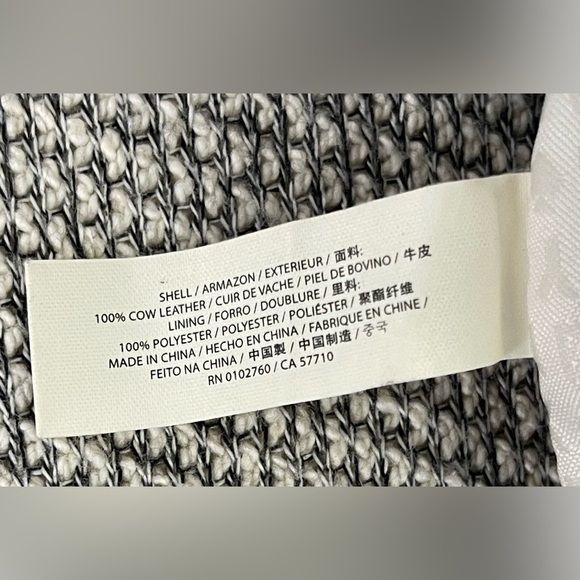 SHELL / ARMAZON / EXTERIEUR / 面料:
100% COW LEATHER / CUIR DE VACHE / PIEL DE BOVINO / 牛皮
LINING / FORRO / DOUBLURE / 里料:
100% POLYESTER / POLYESTER / POLIÉSTER / 聚酯纤维
MADE IN CHINA / HECHO EN CHINA / FABRIQUE EN CHINE /
FEITO NA CHINA / 中国製 / 中国制造 / 중국
RN 0102760 / CA 57710